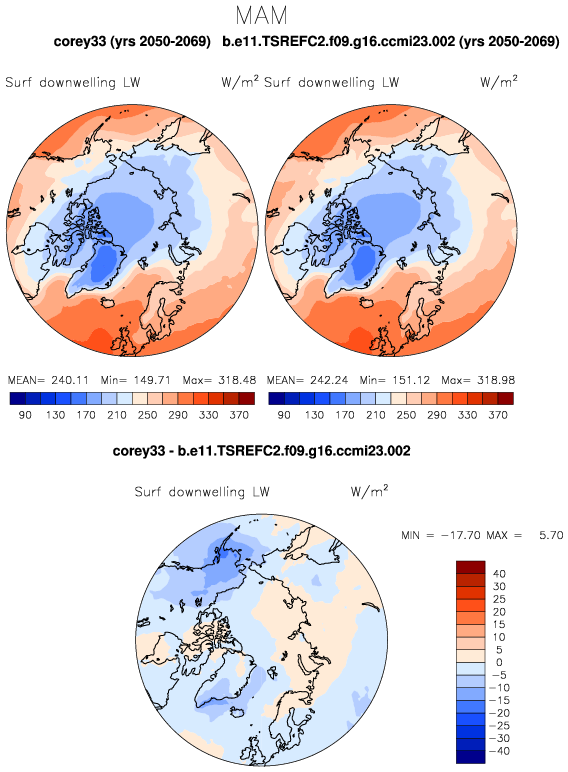 MAM
corey33 (yrs 2050-2069) b.e11.TSREFC2.f09.g16.ccmi23.002 (yrs 2050-2069)
Surf downwelling LW W/m² Surf downwelling LW W/m²
MEAN= 240.11 Min= 149.71 Max= 318.48 MEAN= 242.24 Min= 151.12 Max= 318.98
90 130 170 210 250 290 330 370 90 130 170 210 250 290 330 370
corey33 - b.e11.TSREFC2.f09.g16.ccmi23.002
Surf downwelling LW W/m²
MIN = -17.70 MAX = 5.70
40
35
30
25
20
15
10
5
0
-5
-10
-15
-20
-25
-30
-35
-40